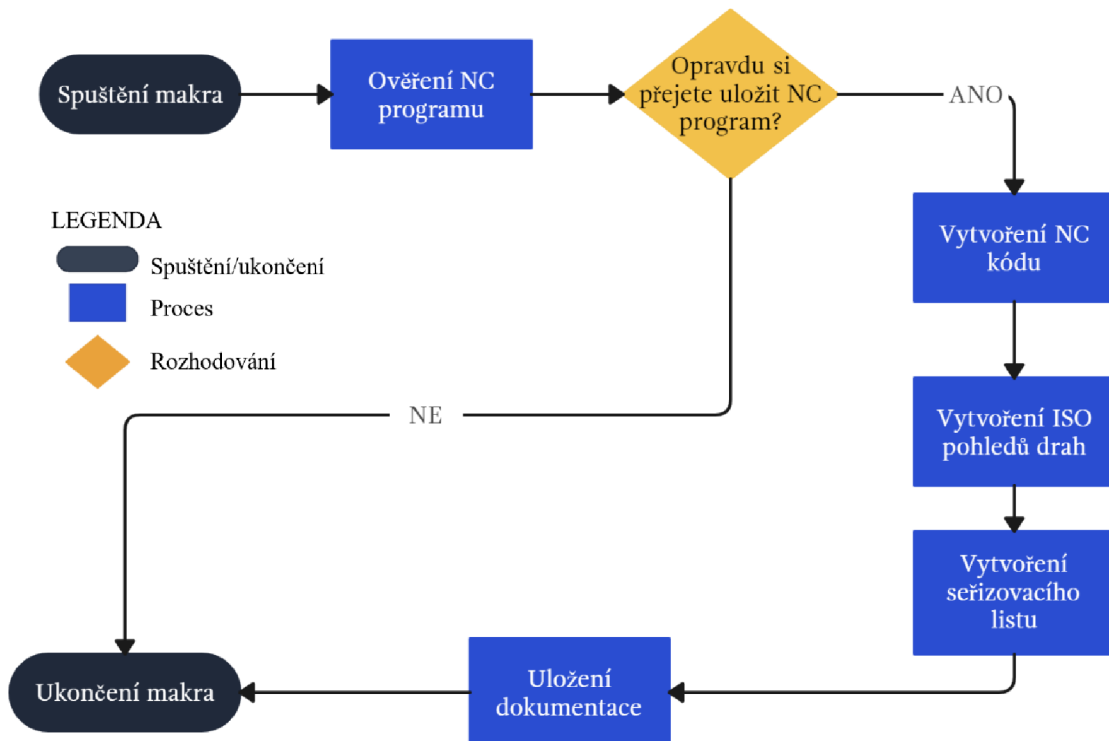 Spuštění makra
Ověření NC
programu
Opravdu si
přejete uložit NC
program?
ANO
LEGENDA
Spuštění/ukončení
Proces
Rozhodování
Vytvoření NC
kódu
NE
Vytvoření ISO
pohledů drah
Vytvoření
seřizovacího
listu
Uložení
dokumentace
Ukončení makra